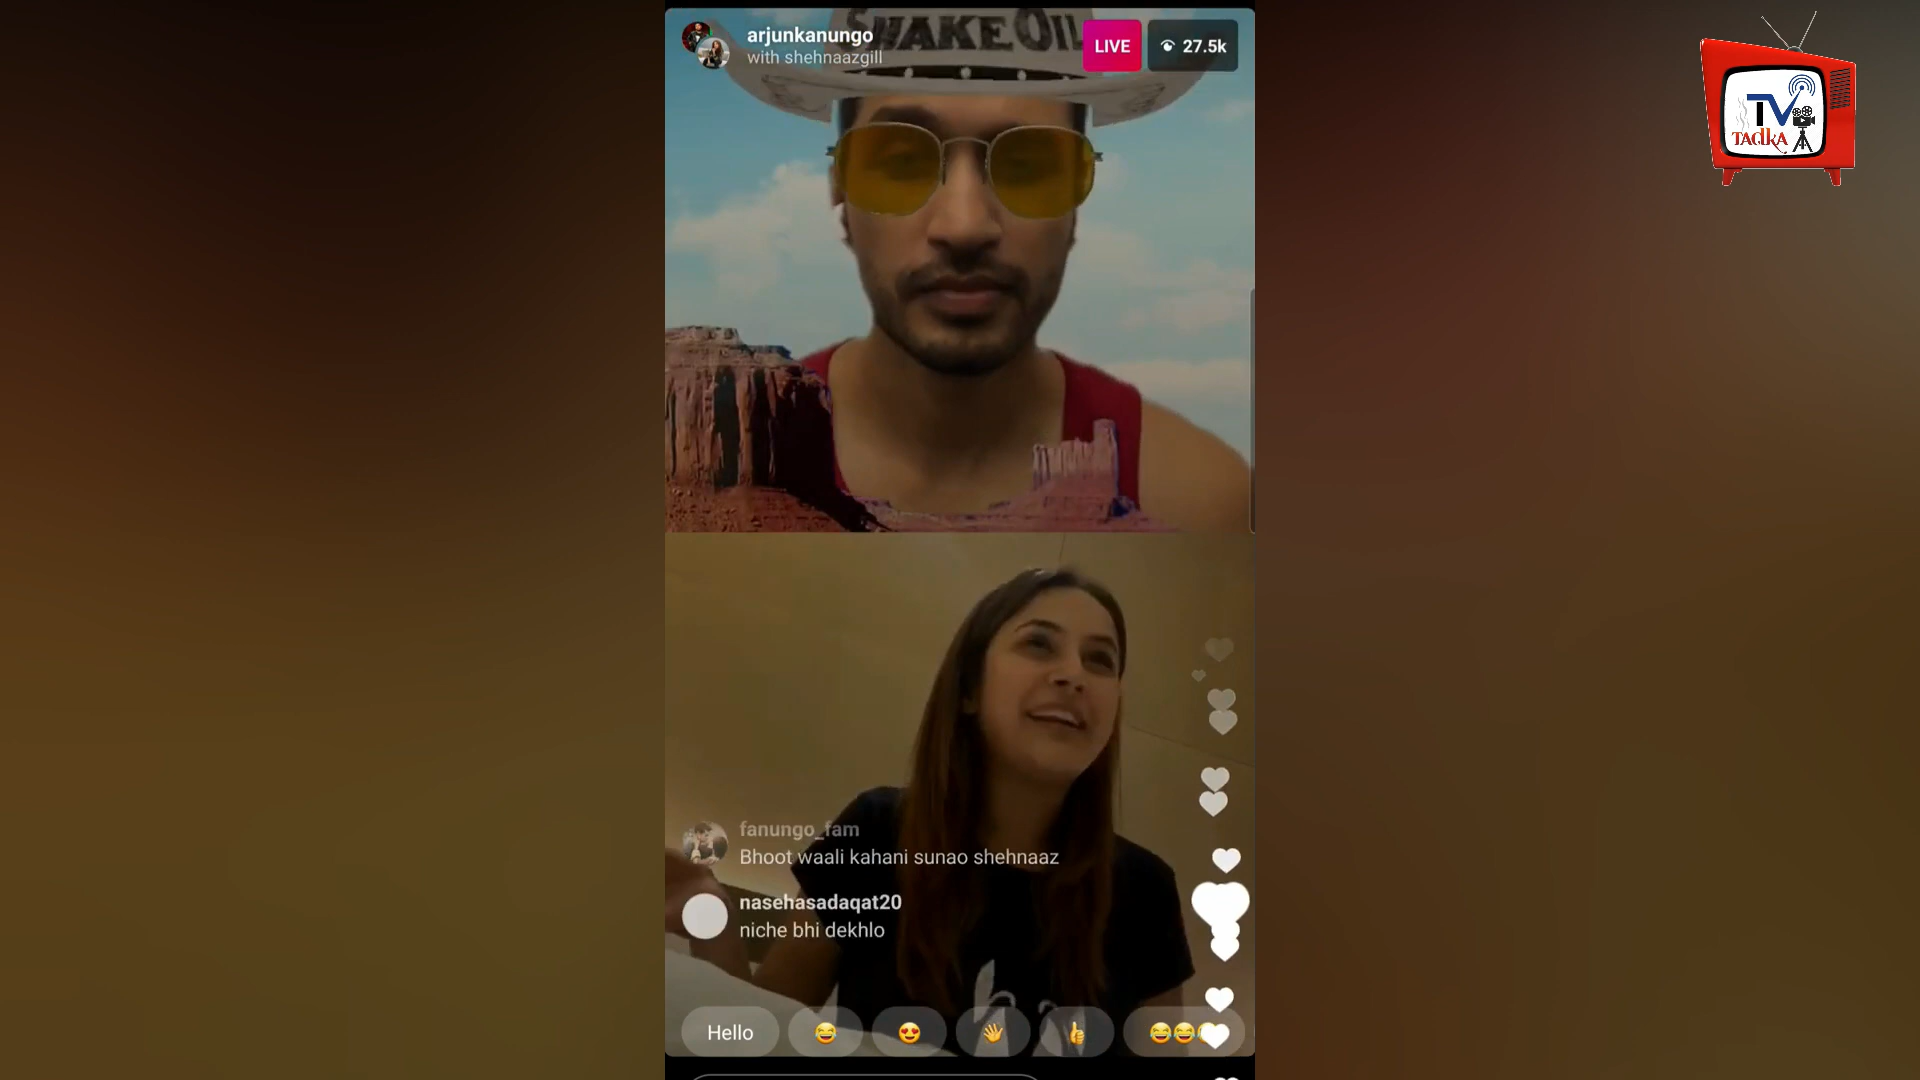 SNAKE OIL
arjunkanungo
with shehnaazgill
LIVE
27.5k
TV
TADKA
fanungo_fam
Bhoot waali kahani sunao shehnaaz
nasehasadaqat20
niche bhi dekhlo
Hello